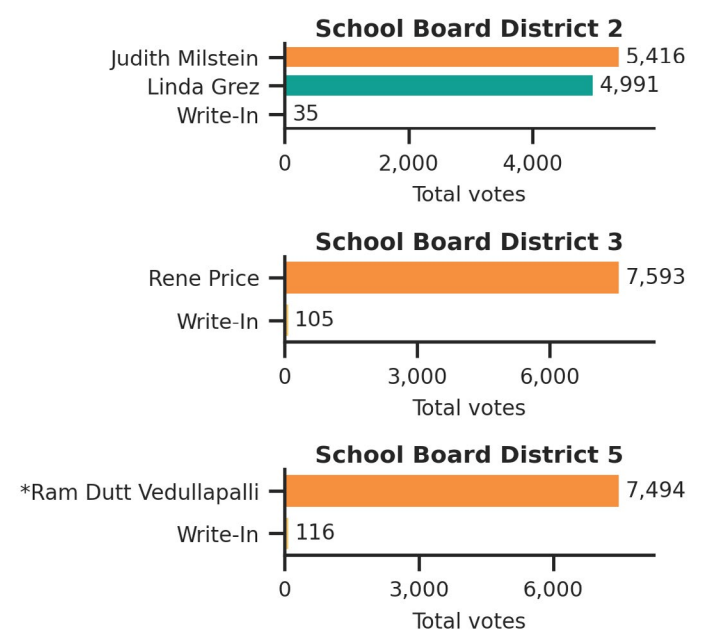 School Board District 2
Judith Milstein 5,416
Linda Grez 4,991
Write-In 35
0 2,000 4,000
Total votes
School Board District 3
Rene Price 7,593
Write-In 105
0 3,000 6,000
Total votes
School Board District 5
*Ram Dutt Vedullapalli 7,494
Write-In 116
0 3,000 6,000
Total votes